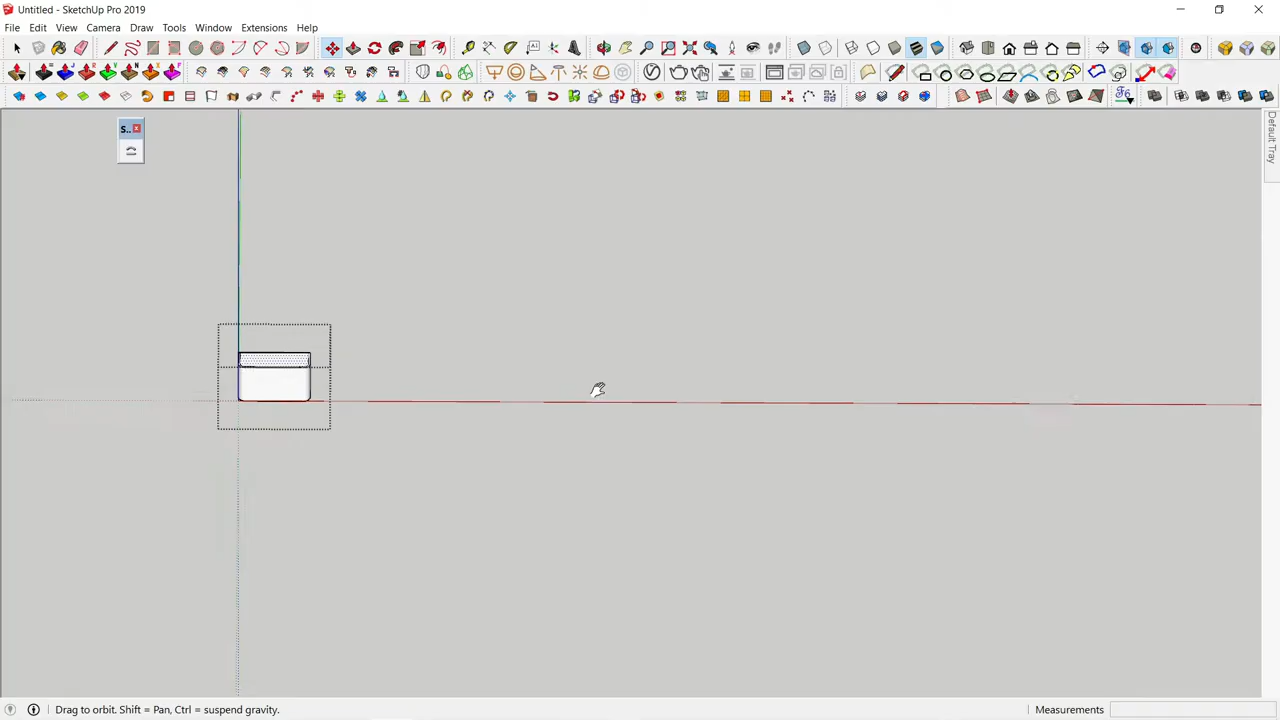 Untitled - SketchUp Pro 2019
File Edit View Camera Draw Tools Window Extensions Help
S..
Default Tray
Drag to orbit. Shift = Pan, Ctrl = suspend gravity.
Measurements